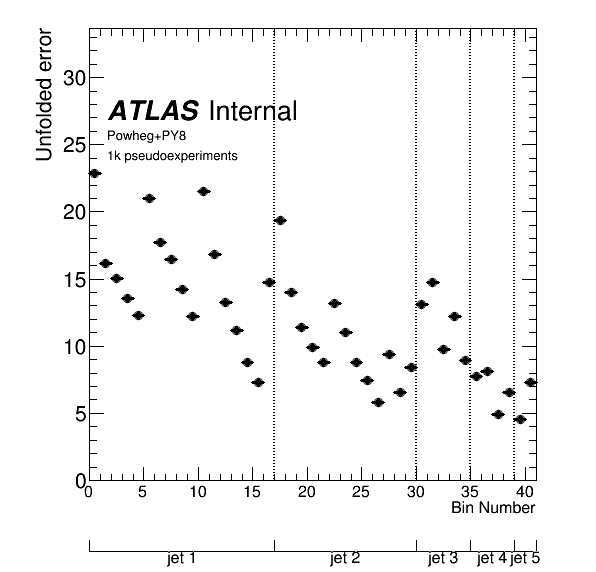 Unfolded error
30
25
20
15
10
5
0
ATLAS Internal
Powheg+PY8
1k pseudoexperiments
0 5 10 15 20 25 30 35 40
Bin Number
jet 1 jet 2 jet 3 jet 4 jet 5